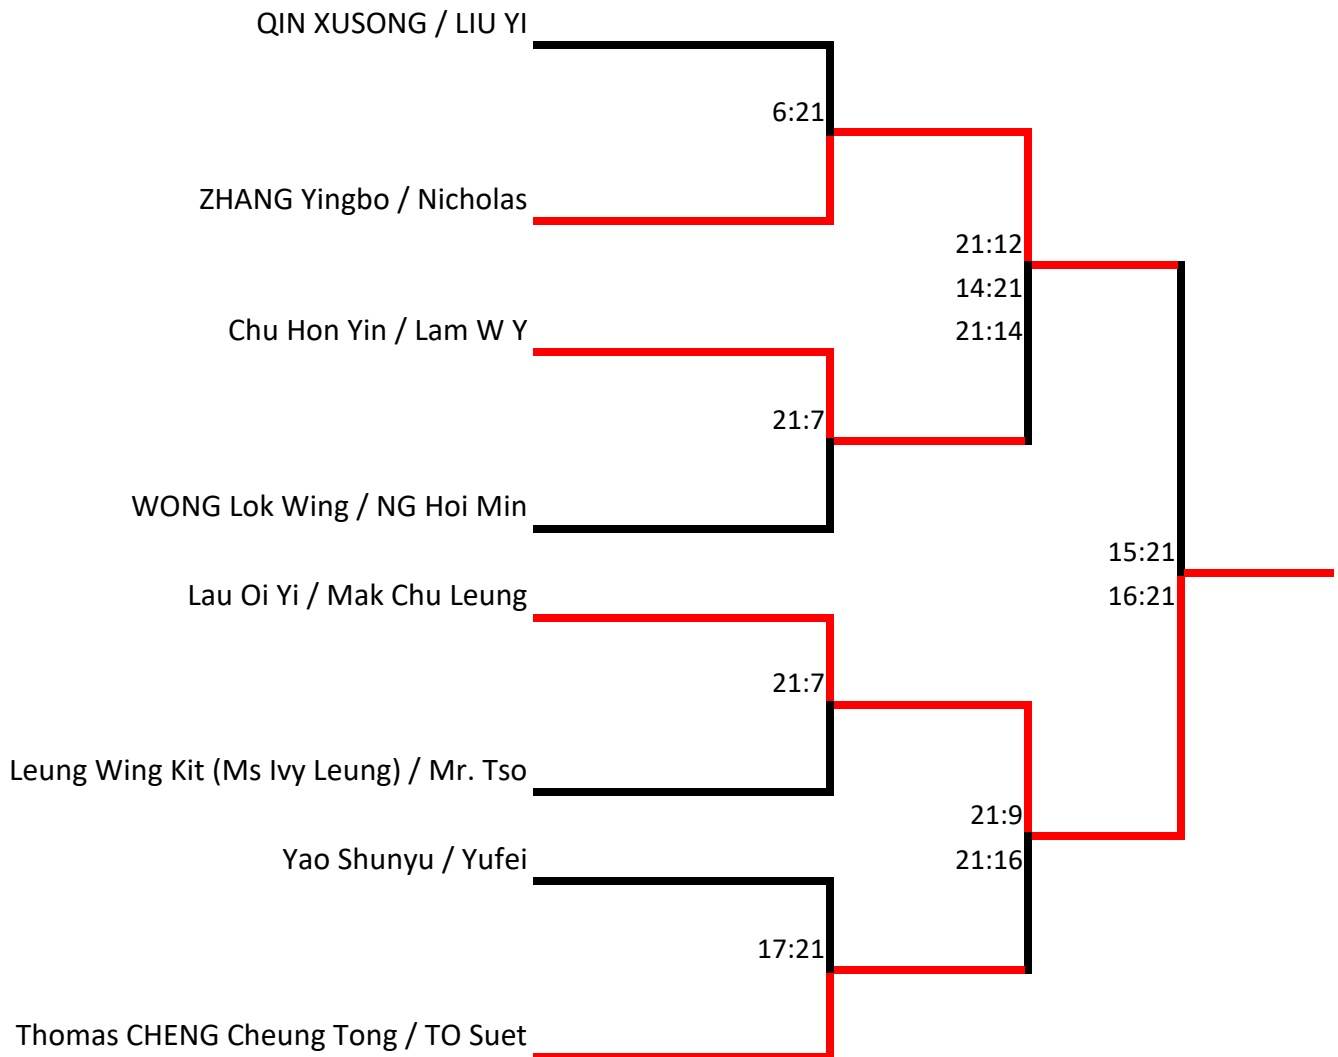 QIN XUSONG / LIU YI
6:21
ZHANG Yingbo / Nicholas
21:12
14:21
Chu Hon Yin / Lam W Y
21:14
21:7
WONG Lok Wing / NG Hoi Min
15:21
Lau Oi Yi / Mak Chu Leung
16:21
21:7
Leung Wing Kit (Ms Ivy Leung) / Mr. Tso
21:9
Yao Shunyu / Yufei
21:16
17:21
Thomas CHENG Cheung Tong / TO Suet